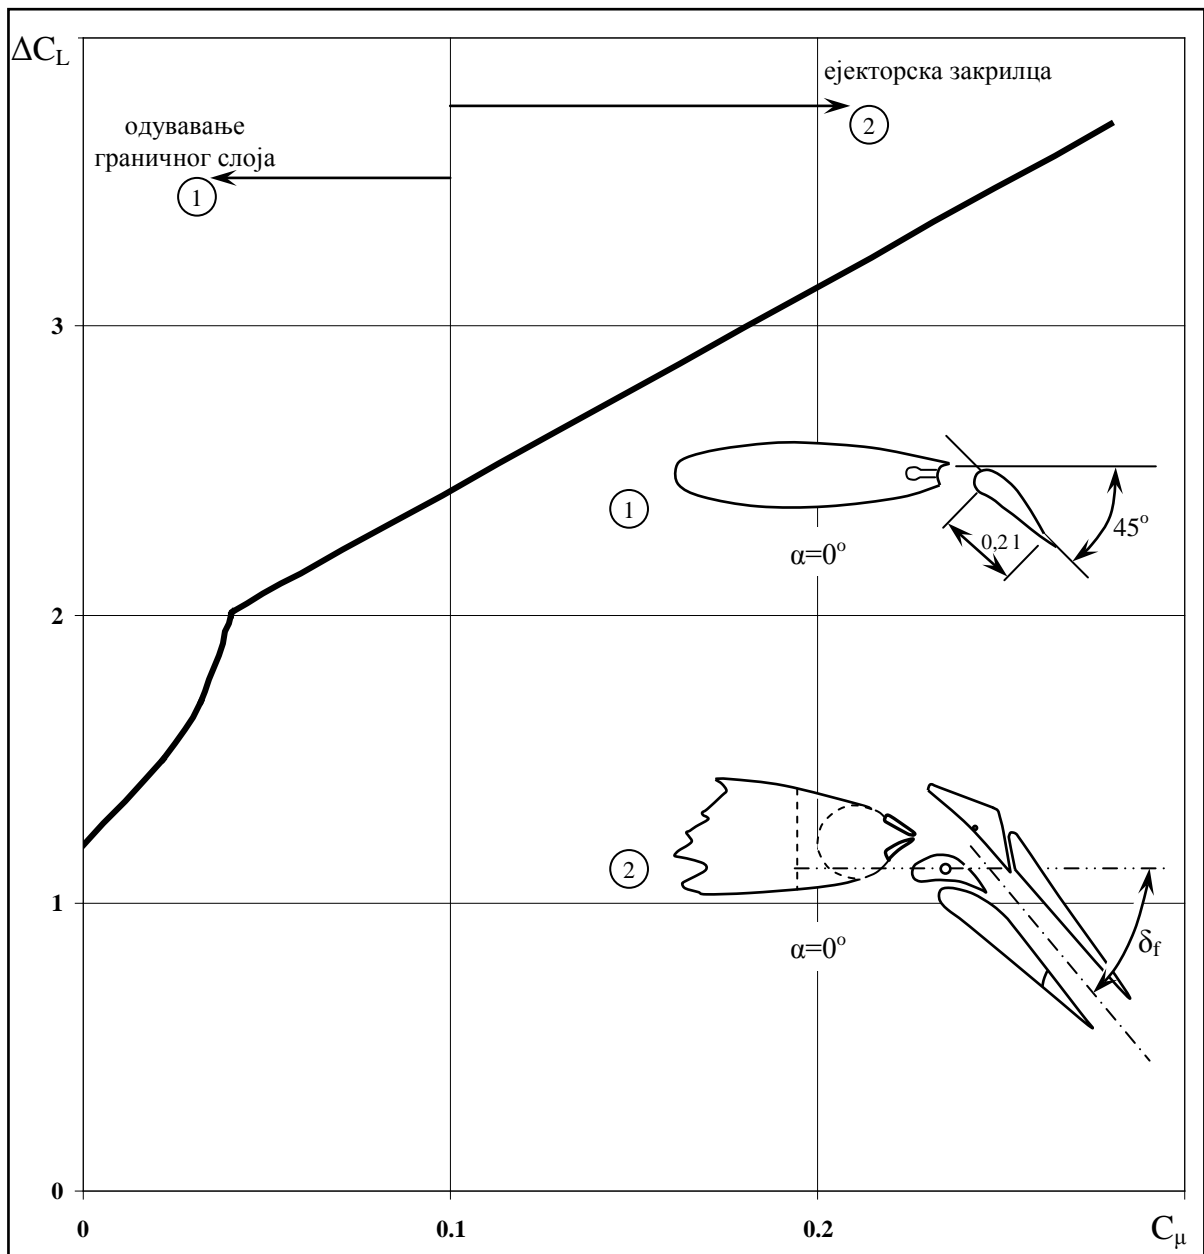 ΔC_L
ејекторска закрилца
2
одувавање
граничног слоја
1
3
1
α=0°
0,2 l
45°
2
2
α=0°
δ_f
1
0
0
0.1
0.2
C_μ